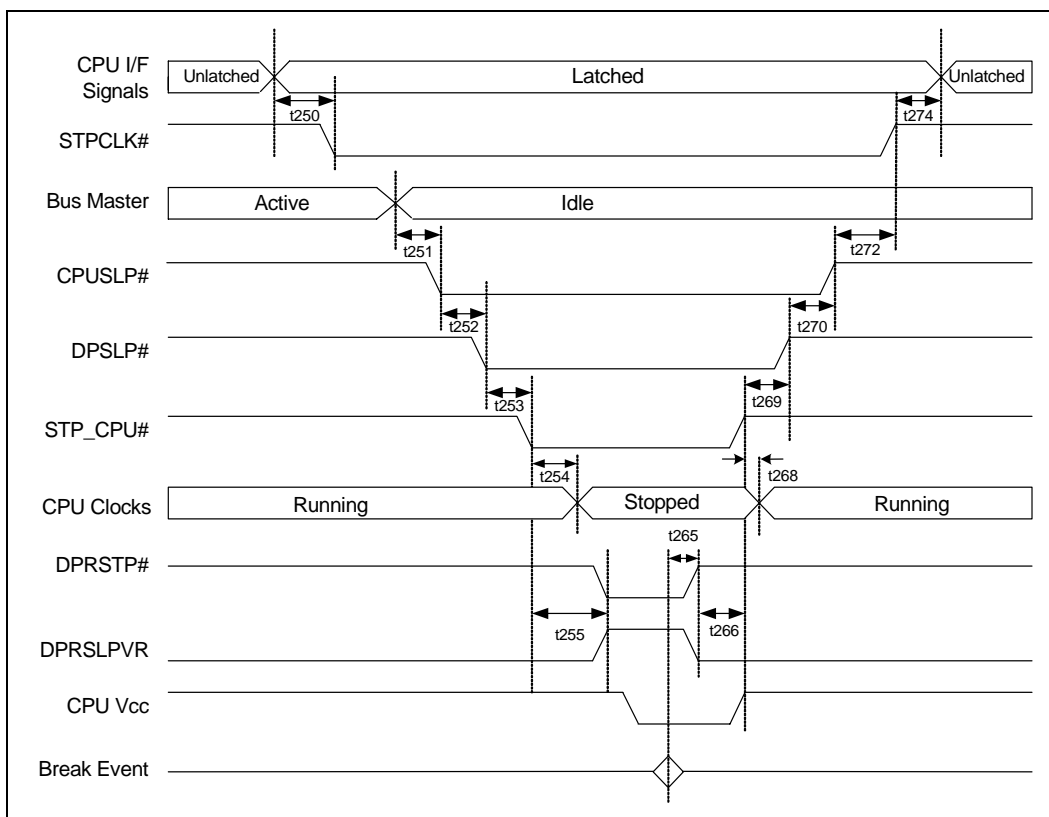 CPU I/F
Signals
Unlatched
Latched
Unlatched
t250
t274
STPCLK#
Bus Master
Active
Idle
t251
t272
CPUSLP#
t252
t270
DPSLP#
t253
t269
STP_CPU#
t254
t268
CPU Clocks
Running
Stopped
Running
t265
DPRSTP#
t255
t266
DPRSLPVR
CPU Vcc
Break Event